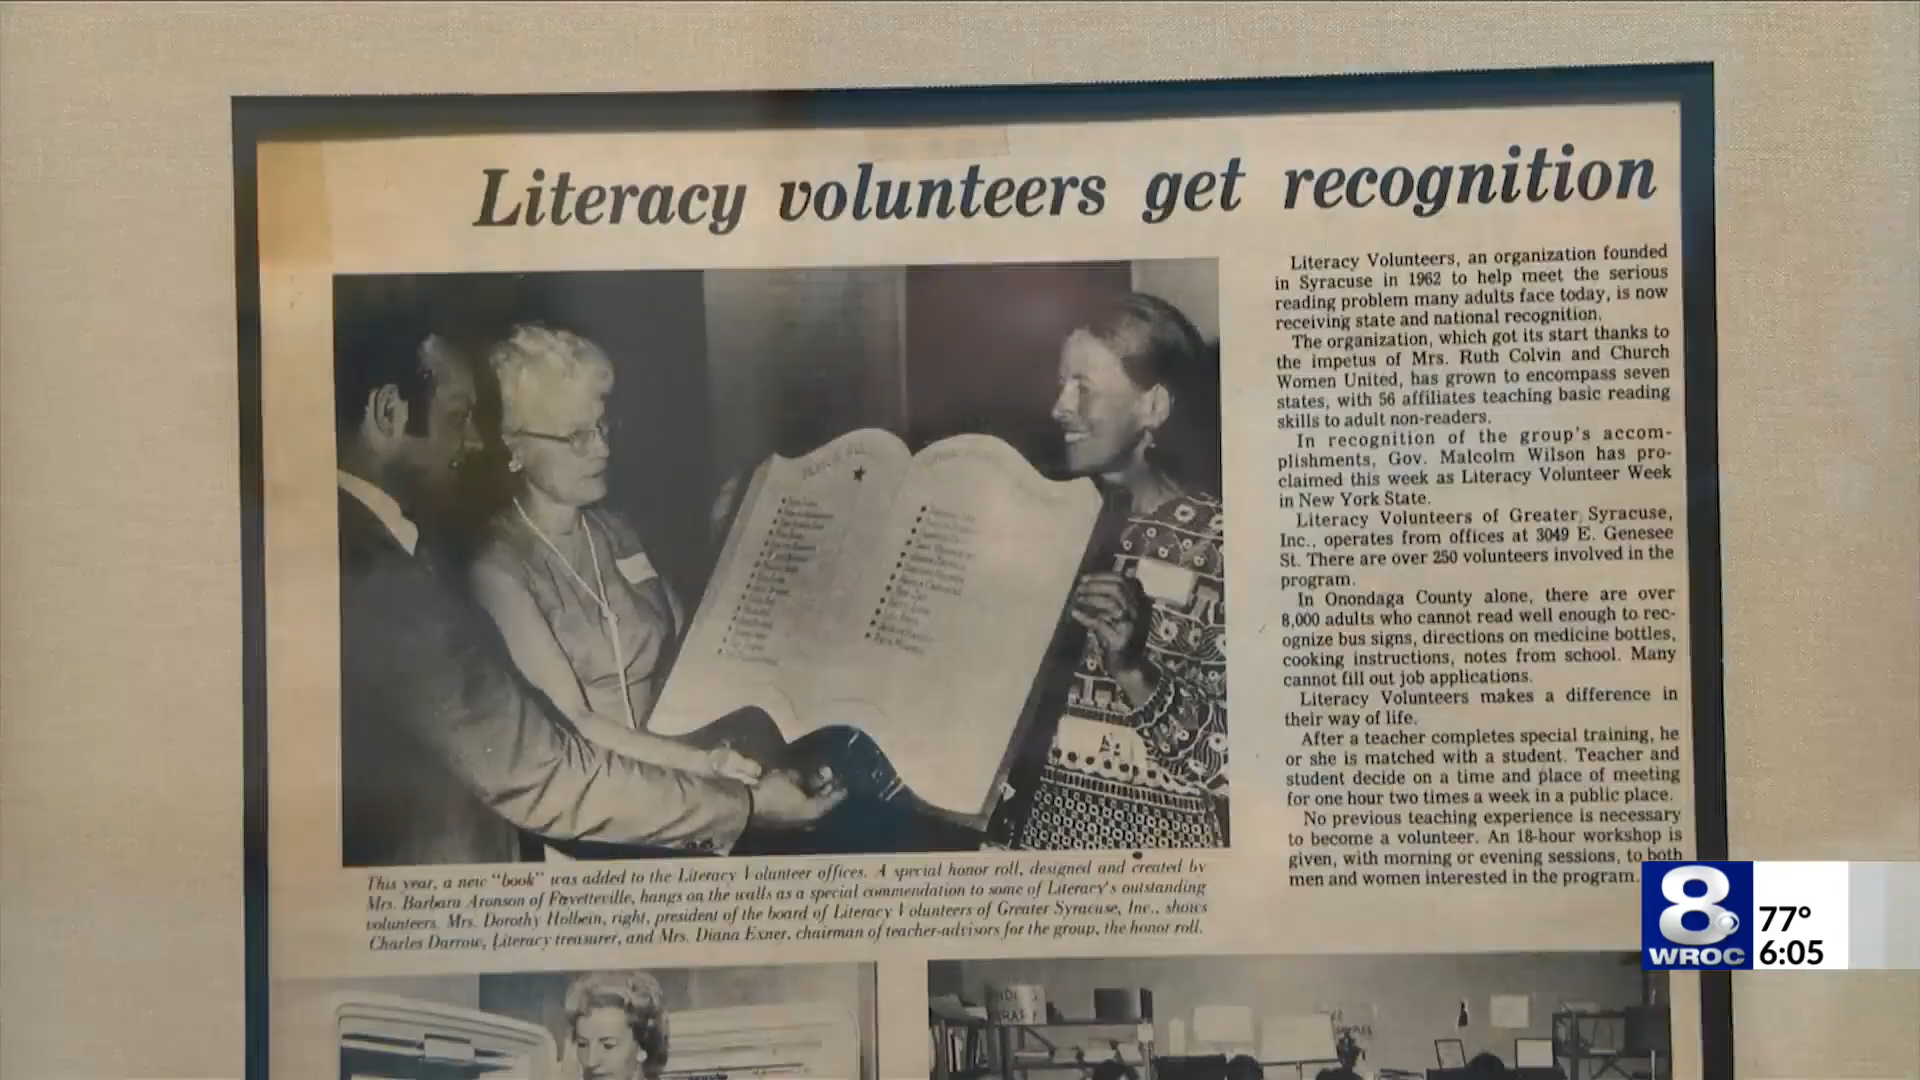 Literacy volunteers get recognition
Literacy Volunteers, an organization founded
in Syracuse in 1962 to help meet the serious
reading problem many adults face today, is now
receiving state and national recognition.
The organization, which got its start thanks to
the impetus of Mrs. Ruth Colvin and Church
Women United, has grown to encompass seven
states, with 56 affiliates teaching basic reading
skills to adult non-readers.
In recognition of the group's accom-
plishments, Gov. Malcolm Wilson has pro-
claimed this week as Literacy Volunteer Week
in New York State.
Literacy Volunteers of Greater Syracuse,
Inc., operates from offices at 3049 E. Genesee
St. There are over 250 volunteers involved in the
program.
In Onondaga County alone, there are over
8,000 adults who cannot read well enough to rec-
ognize bus signs, directions on medicine bottles,
cooking instructions, notes from school. Many
cannot fill out job applications.
Literacy Volunteers makes a difference in
their way of life.
After a teacher completes special training, he
or she is matched with a student. Teacher and
student decide on a time and place of meeting
for one hour two times a week in a public place.
No previous teaching experience is necessary
to become a volunteer. An 18-hour workshop is
given, with morning or evening sessions, to both
men and women interested in the program.
This year, a new "book" was added to the Literacy Volunteer offices. A special honor roll, designed and created by
Mrs. Barbara Aronson of Fayetteville, hangs on the walls as a special commendation to some of Literacy's outstanding
volunteers. Mrs. Dorothy Holbein, right, president of the board of Literacy Volunteers of Greater Syracuse, Inc., shows
Charles Darrow, Literacy treasurer, and Mrs. Diana Exner, chairman of teacher-advisors for the group, the honor roll.
8
WROC
77°
6:05